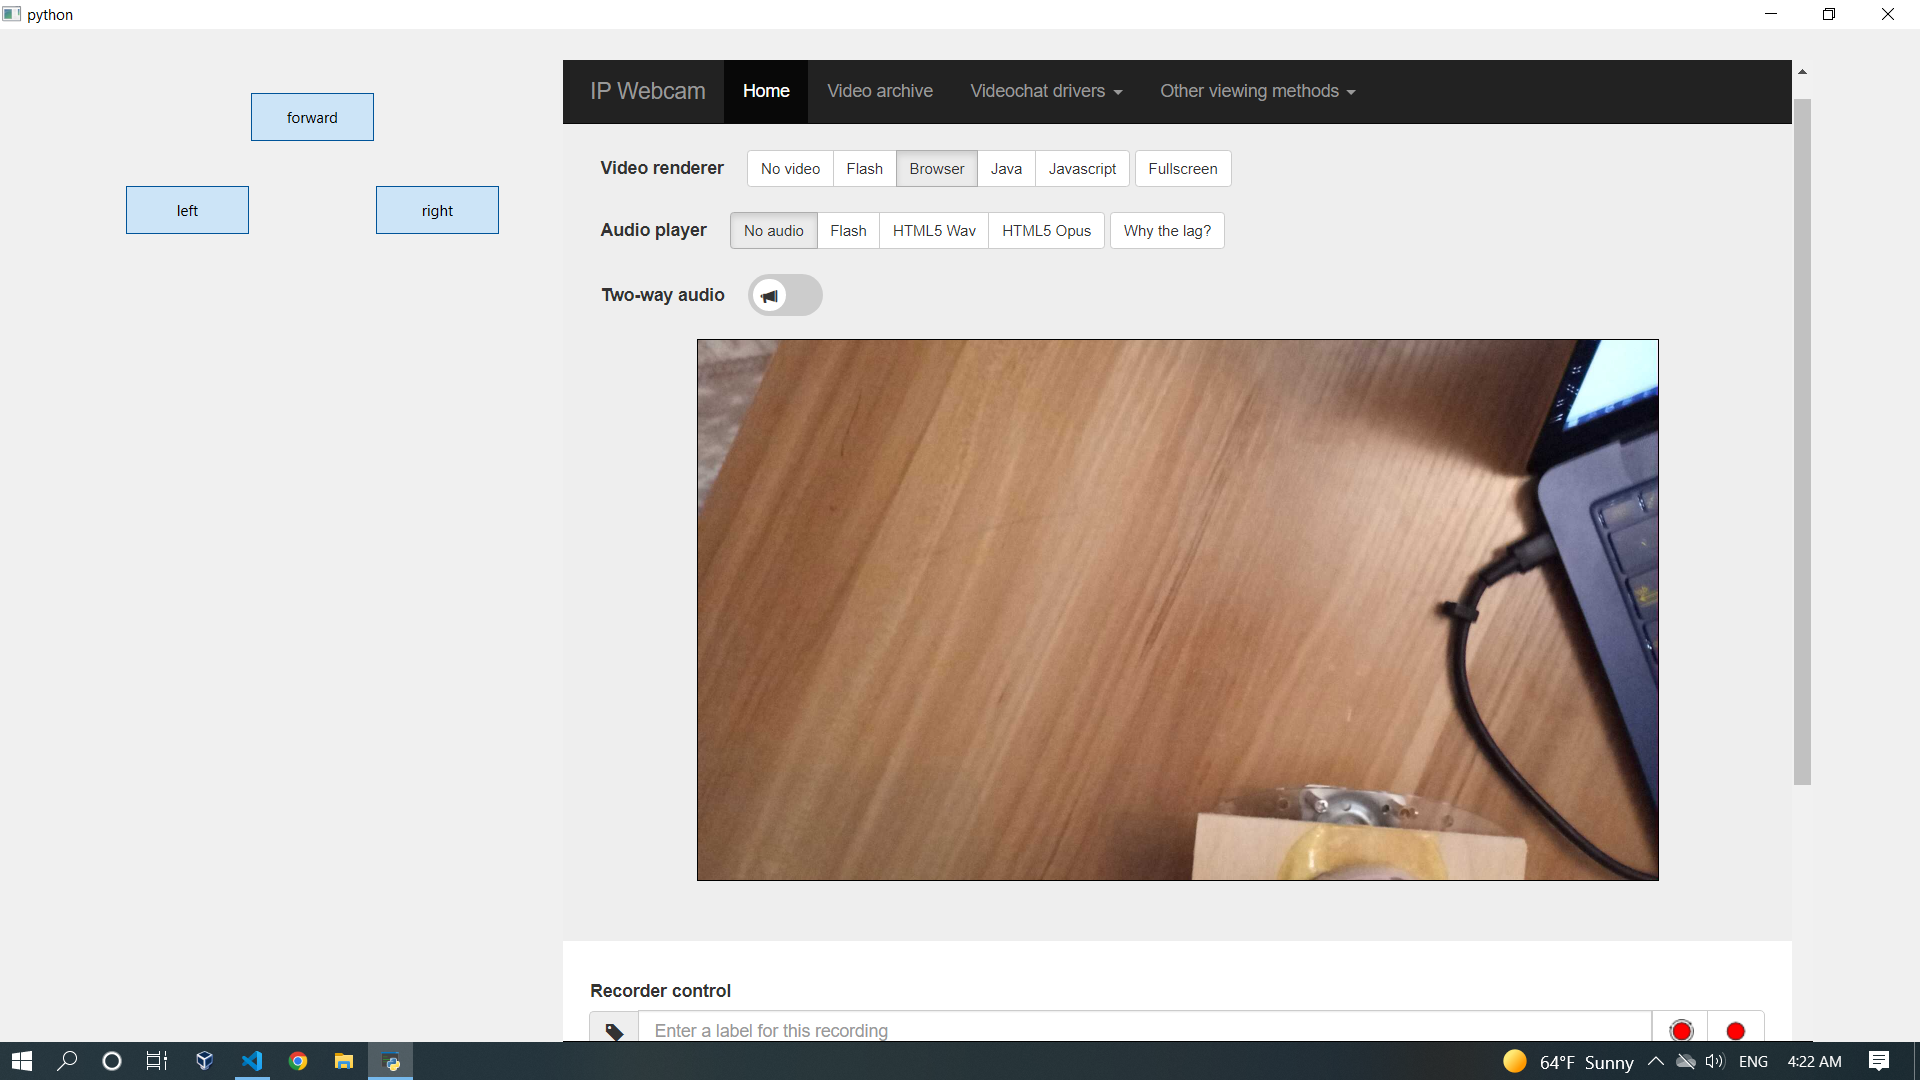 python
forward
left
right
IP Webcam Home Video archive Videochat drivers Other viewing methods
Video renderer No video Flash Browser Java Javascript Fullscreen
Audio player No audio Flash HTML5 Wav HTML5 Opus Why the lag?
Two-way audio
Recorder control
Enter a label for this recording
64°F Sunny ENG 4:22 AM